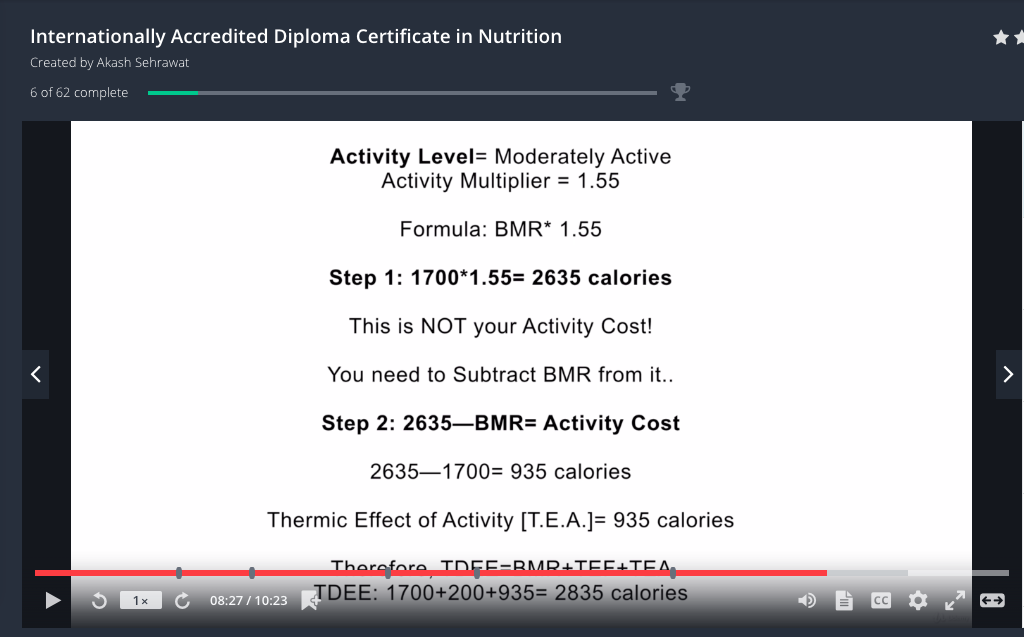 Internationally Accredited Diploma Certificate in Nutrition
Created by Akash Sehrawat
6 of 62 complete
Activity Level= Moderately Active
Activity Multiplier = 1.55
Formula: BMR* 1.55
Step 1: 1700*1.55= 2635 calories
This is NOT your Activity Cost!
You need to Subtract BMR from it..
Step 2: 2635—BMR= Activity Cost
2635—1700= 935 calories
Thermic Effect of Activity [T.E.A.]= 935 calories
Therefore, TDEE=BMR+TEF+TEA
TDEE: 1700+200+935= 2835 calories
1×
08:27 / 10:23
CC